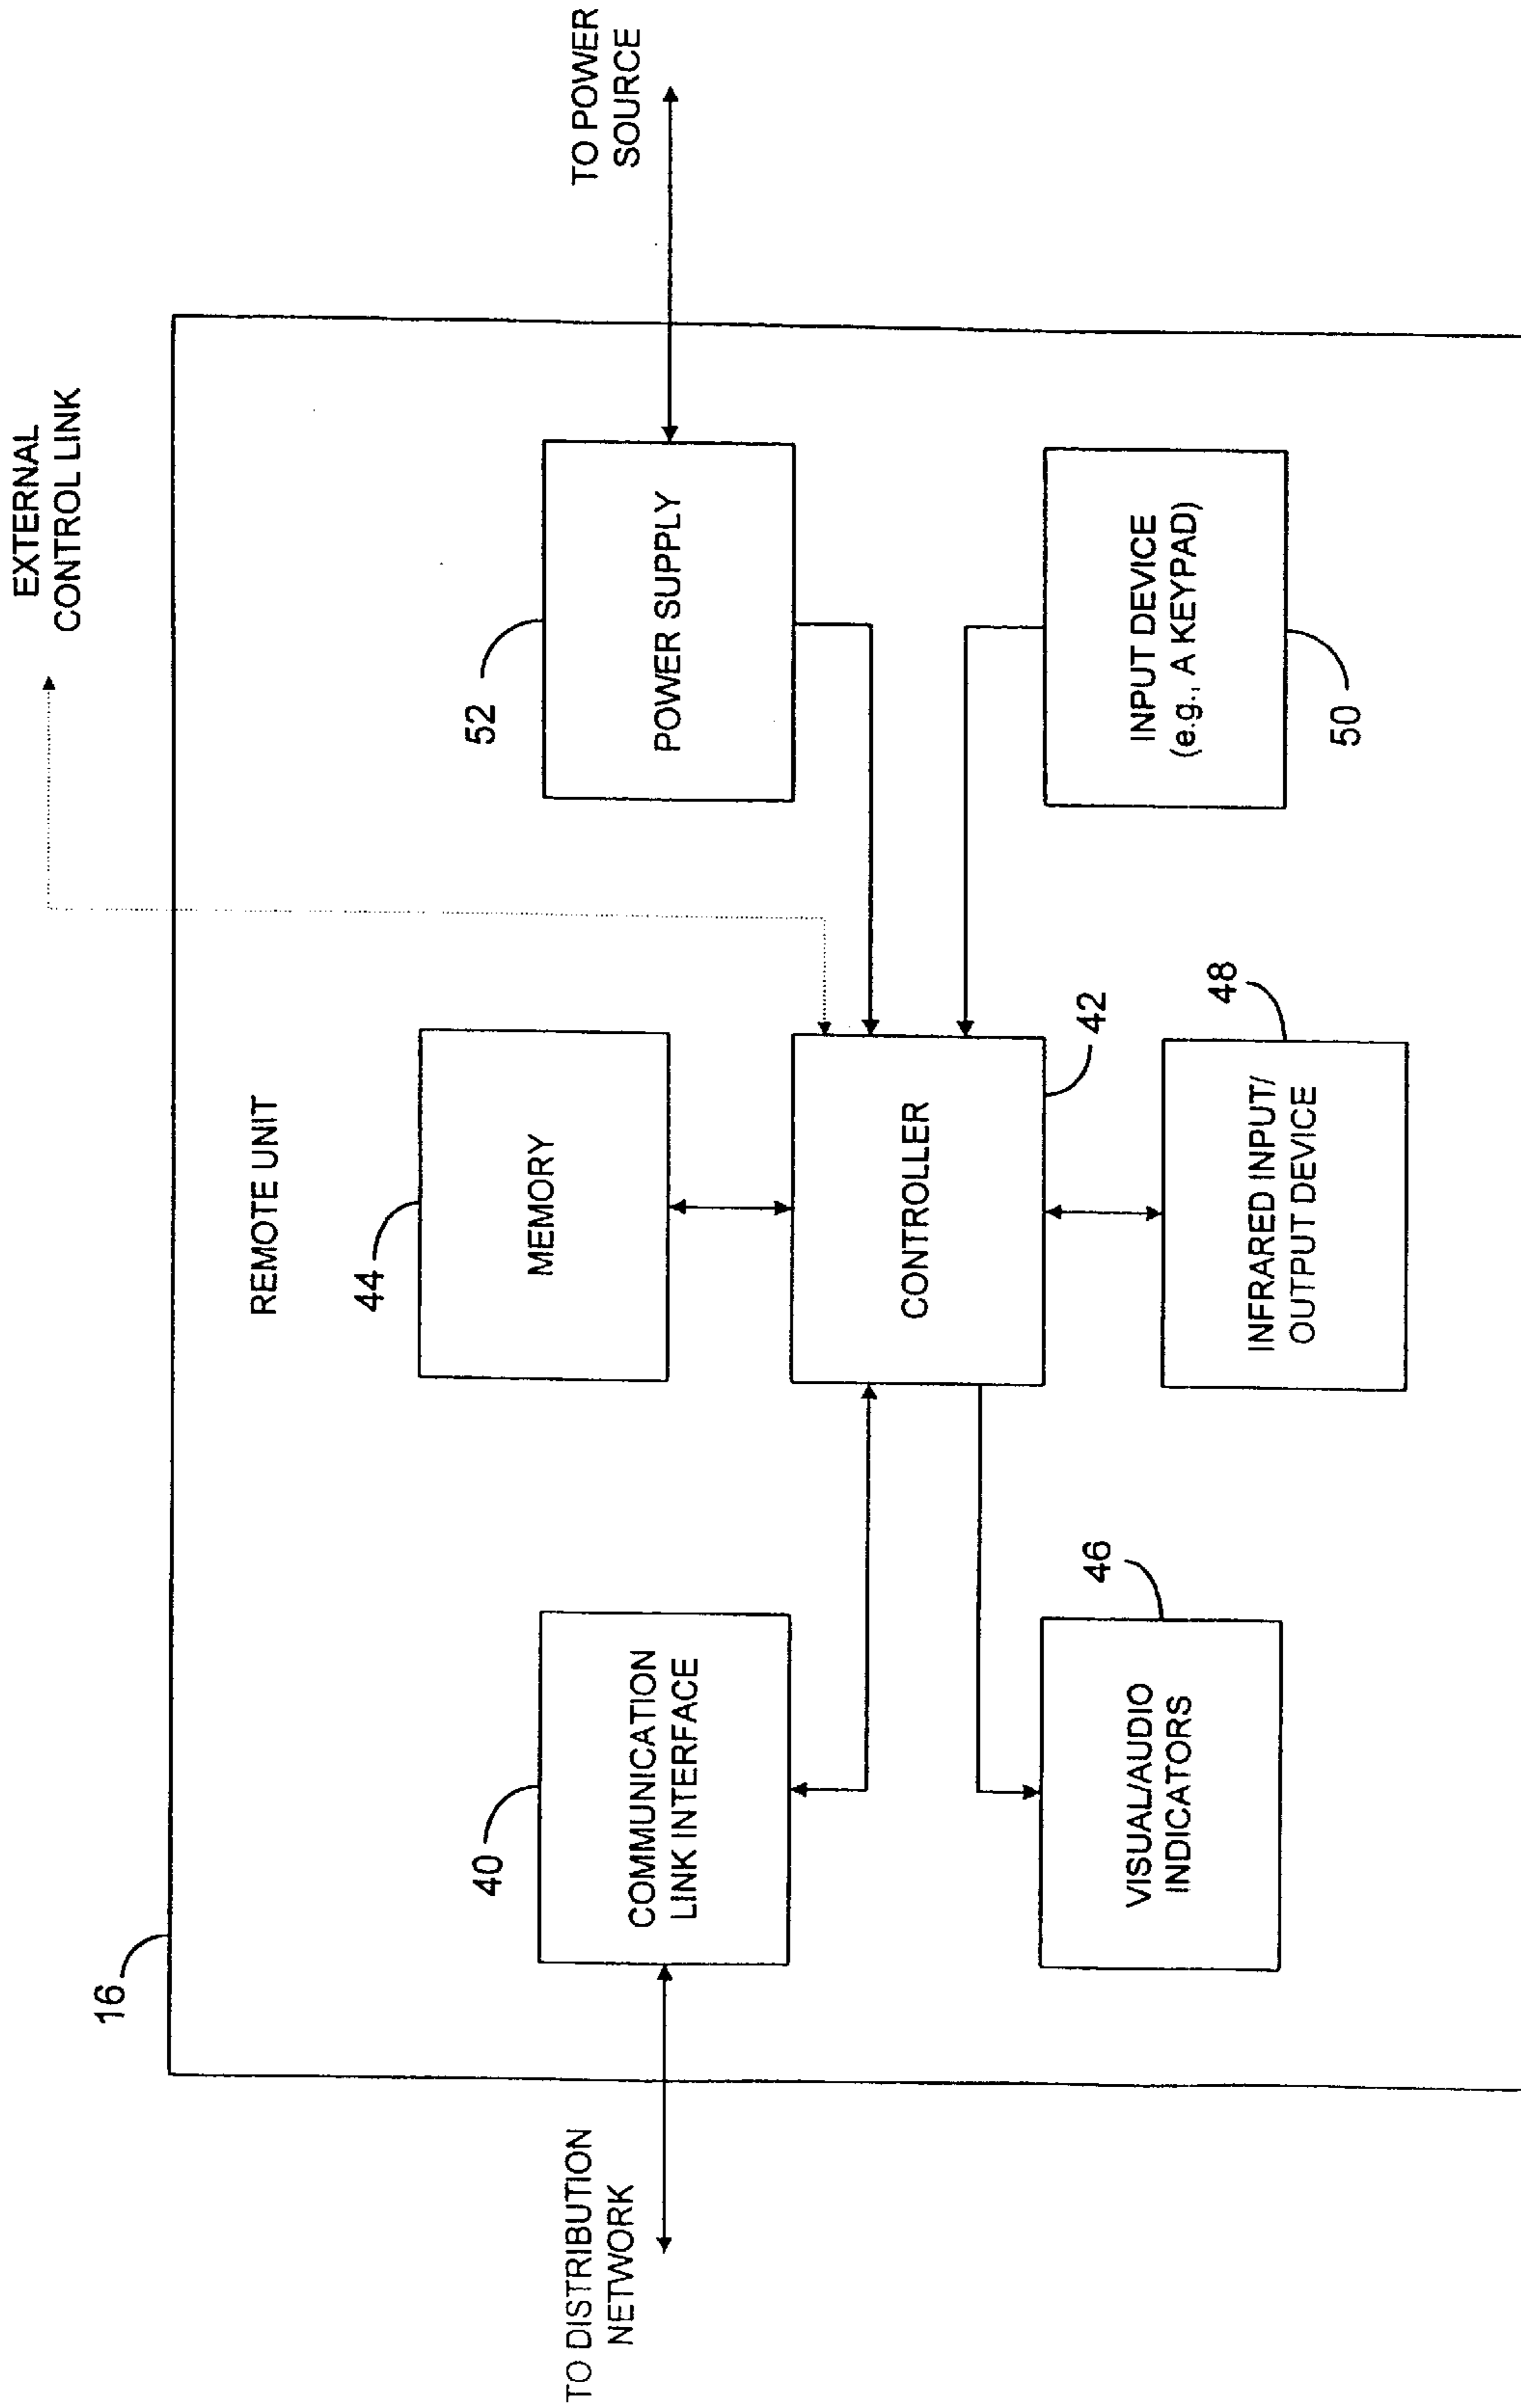 EXTERNAL
CONTROL LINK
16
REMOTE UNIT
44
MEMORY
40
COMMUNICATION
LINK INTERFACE
52
POWER SUPPLY
TO DISTRIBUTION
NETWORK
TO POWER
SOURCE
CONTROLLER
42
46
VISUAL/AUDIO
INDICATORS
48
INFRARED INPUT/
OUTPUT DEVICE
INPUT DEVICE
(e.g., A KEYPAD)
50